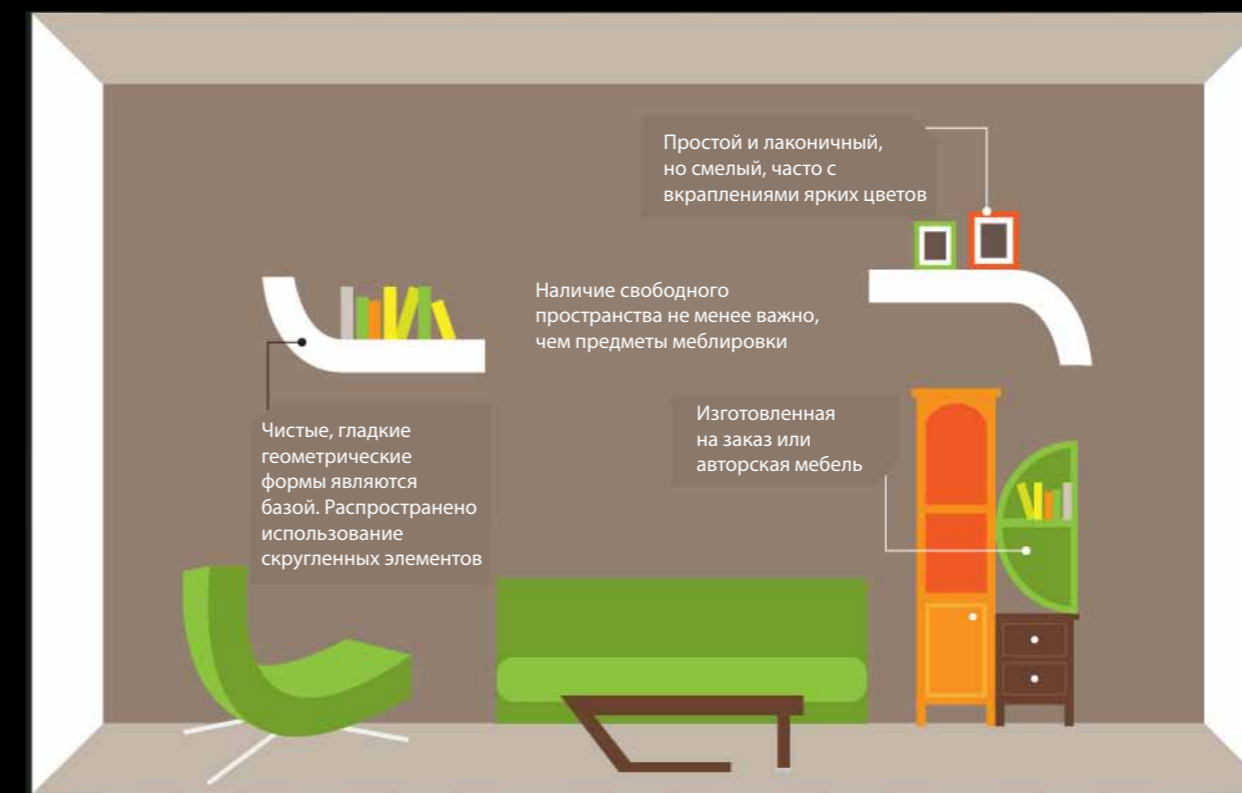 Простой и лаконичный,
но смелый, часто с
вкраплениями ярких цветов
Наличие свободного
пространства не менее важно,
чем предметы меблировки
Изготовленная
на заказ или
авторская мебель
Чистые, гладкие
геометрические
формы являются
базой. Распространено
использование
скругленных элементов